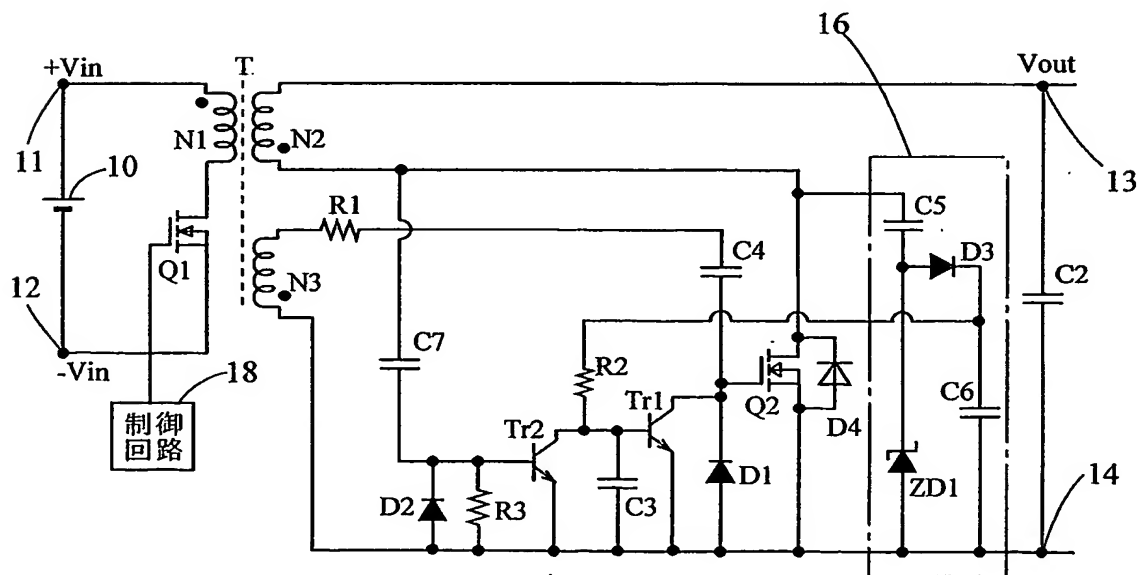 16
+Vin
T.
Vout
N1
N2
11
10
13
R1
C5
Q1
N3
C4
D3
12
C2
C7
-Vin
18
R2
Q2
C6
制御
回路
Tr2
Tr1
D4
D2
R3
C3
D1
ZD1
14